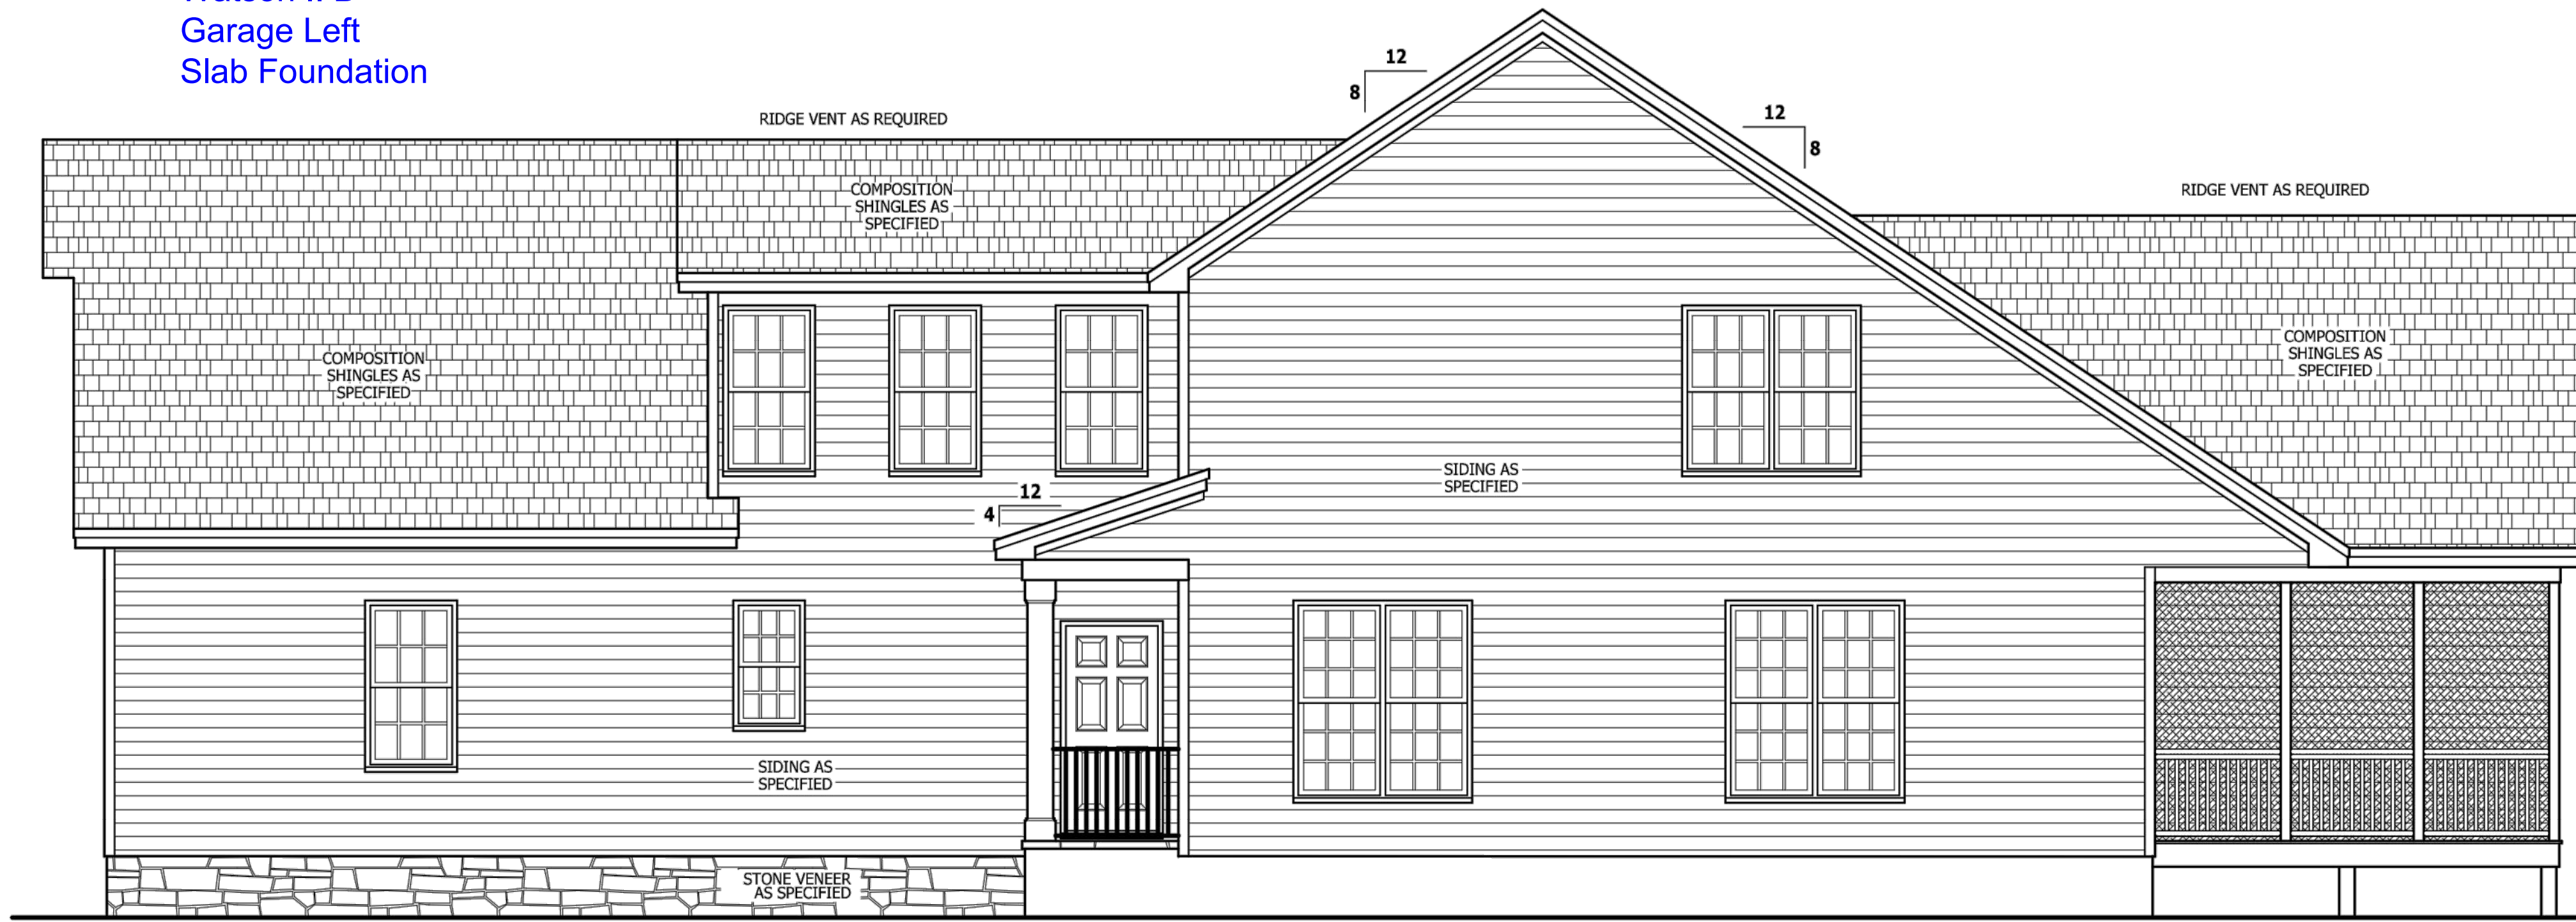 Garage Left
Slab Foundation
12
8
12
8
RIDGE VENT AS REQUIRED
RIDGE VENT AS REQUIRED
COMPOSITION
SHINGLES AS
SPECIFIED
COMPOSITION
SHINGLES AS
SPECIFIED
COMPOSITION
SHINGLES AS
SPECIFIED
SIDING AS
SPECIFIED
12
4
SIDING AS
SPECIFIED
STONE VENEER
AS SPECIFIED